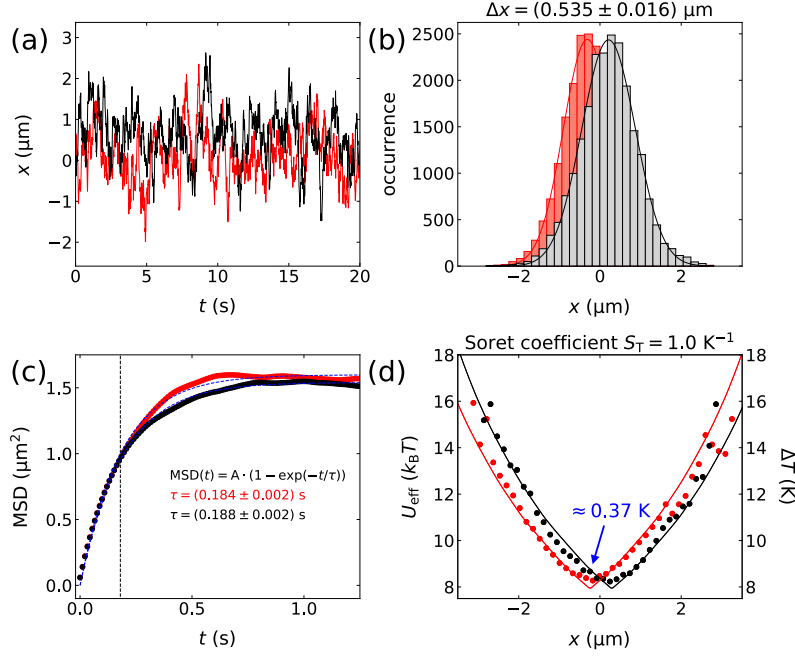 (a)
3
2
1
0
−1
−2
x (μm)
0 5 10 15 20
t (s)
Δx = (0.535 ± 0.016) μm
(b)
2500
2000
1500
1000
500
0
occurrence
−2 0 2
x (μm)
(c)
1.5
1.0
0.5
0.0
MSD (μm²)
MSD(t) = A · (1 − exp(−t/τ))
τ = (0.184 ± 0.002) s
τ = (0.188 ± 0.002) s
0.0 0.5 1.0
t (s)
Soret coefficient S_T = 1.0 K⁻¹
(d)
18
16
14
12
10
8
U_eff (k_BT)
≈ 0.37 K
18
16
14
12
10
8
ΔT (K)
−2 0 2
x (μm)